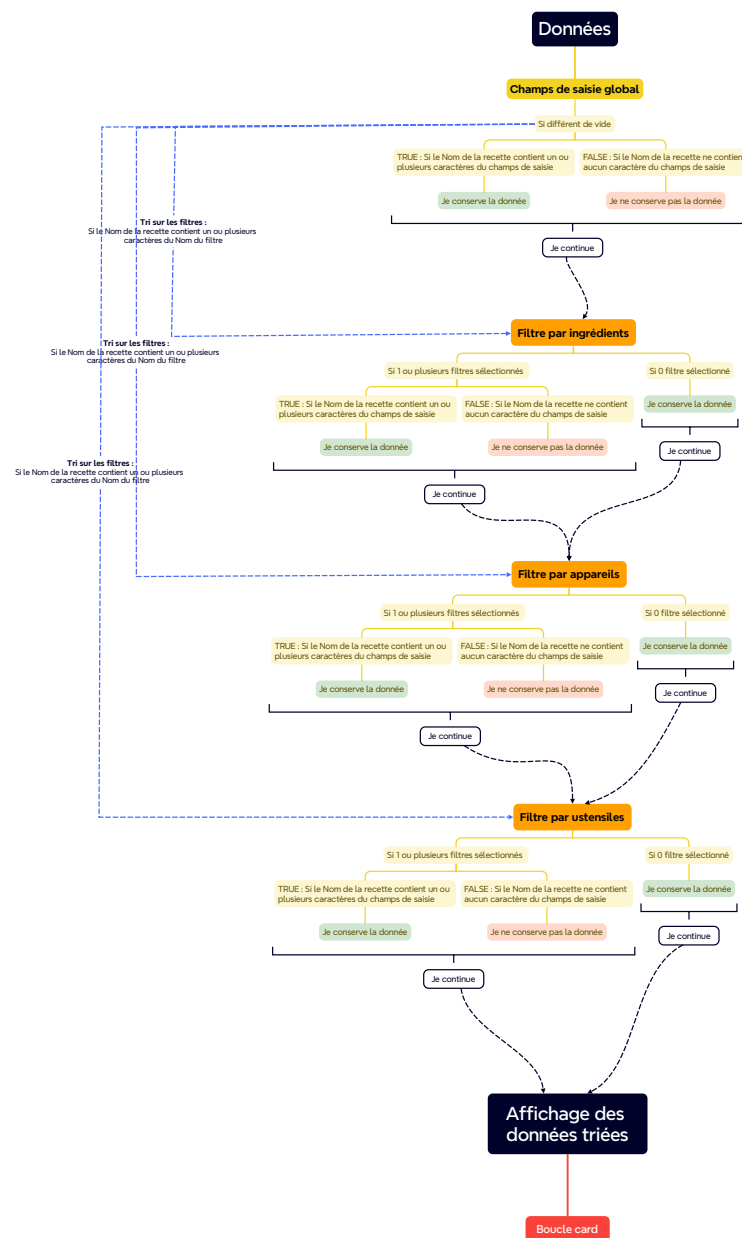 Données
Champs de saisie global
Si différent de vide
TRUE : Si le Nom de la recette contient un ou
plusieurs caractères du champs de saisie
FALSE : Si le Nom de la recette ne contien
aucun caractère du champs de saisie
Je conserve la donnée
Je ne conserve pas la donnée
Je continue
Tri sur les filtres :
Si le Nom de la recette contient un ou plusieurs
caractères du Nom du filtre
Filtre par ingrédients
Tri sur les filtres :
Si le Nom de la recette contient un ou plusieurs
caractères du Nom du filtre
Si 1 ou plusieurs filtres sélectionnés
Si 0 filtre sélectionné
TRUE : Si le Nom de la recette contient un ou
plusieurs caractères du champs de saisie
FALSE : Si le Nom de la recette ne contient
aucun caractère du champs de saisie
Je conserve la donnée
Je conserve la donnée
Je ne conserve pas la donnée
Je continue
Tri sur les filtres :
Si le Nom de la recette contient un ou plusieurs
caractères du Nom du filtre
Je continue
Filtre par appareils
Si 1 ou plusieurs filtres sélectionnés
Si 0 filtre sélectionné
TRUE : Si le Nom de la recette contient un ou
plusieurs caractères du champs de saisie
FALSE : Si le Nom de la recette ne contient
aucun caractère du champs de saisie
Je conserve la donnée
Je conserve la donnée
Je ne conserve pas la donnée
Je continue
Je continue
Filtre par ustensiles
Si 1 ou plusieurs filtres sélectionnés
Si 0 filtre sélectionné
TRUE : Si le Nom de la recette contient un ou
plusieurs caractères du champs de saisie
FALSE : Si le Nom de la recette ne contient
aucun caractère du champs de saisie
Je conserve la donnée
Je conserve la donnée
Je ne conserve pas la donnée
Je continue
Je continue
Affichage des
données triées
Boucle card